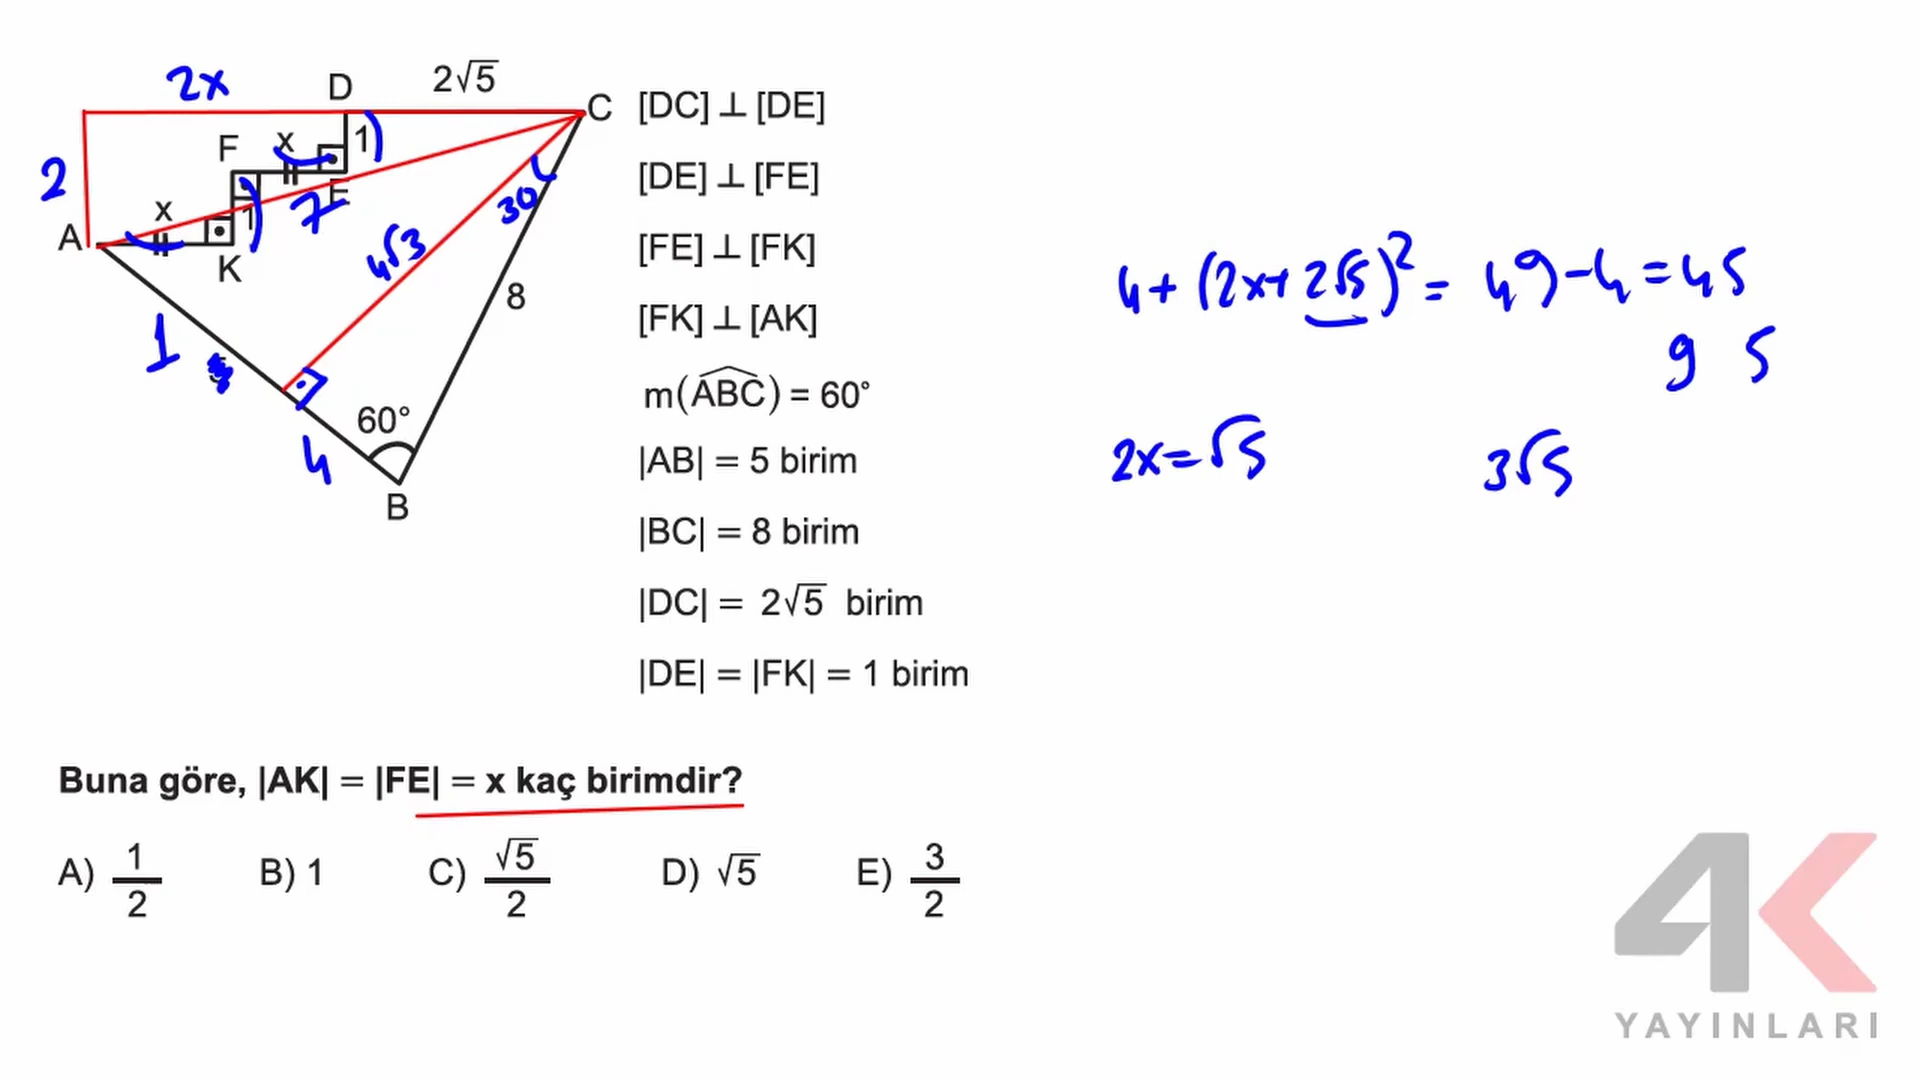 2x
D
2√5
C
[DC] ⊥ [DE]
2
F
x
1
[DE] ⊥ [FE]
x
1
7
E
30
A
K
4√3
8
[FE] ⊥ [FK]
4 + (2x + 2√5)² = 49 - 4 = 45
9 5
[FK] ⊥ [AK]
1
60°
m(ABC) = 60°
4
B
|AB| = 5 birim
2x = √5
3√5
|BC| = 8 birim
|DC| = 2√5 birim
|DE| = |FK| = 1 birim
Buna göre, |AK| = |FE| = x kaç birimdir?
A) 1/2 B) 1 C) √5/2 D) √5 E) 3/2
4K
YAYINLARI